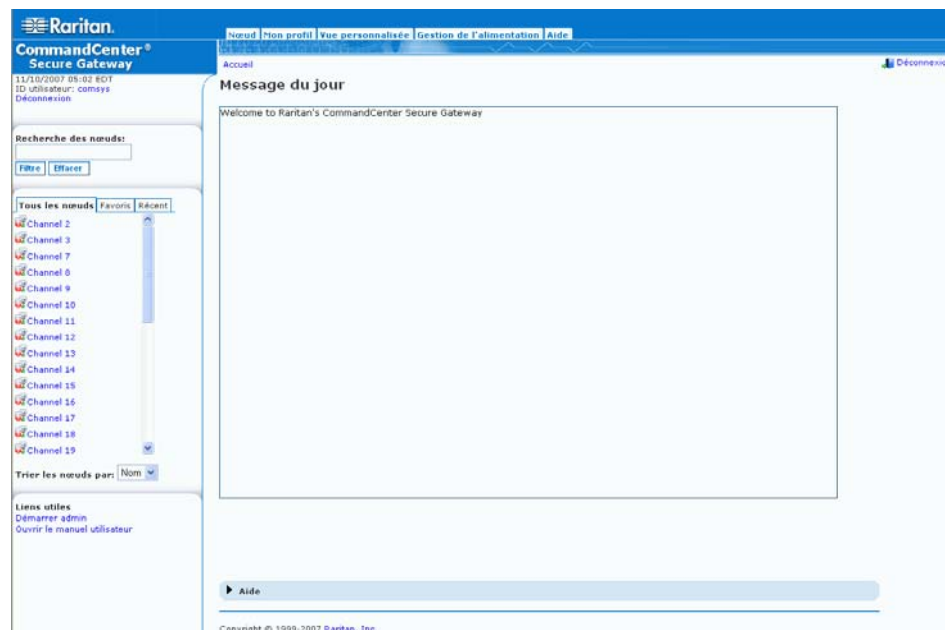 Raritan.
CommandCenter®
Secure Gateway
Nœud Mon profil Vue personnalisée Gestion de l'alimentation Aide
11/10/2007 05:02 EDT
ID utilisateur: comsys
Déconnexion
Accueil
Déconnexio
Message du jour
Welcome to Raritan's CommandCenter Secure Gateway
Recherche des nœuds:
Filtre Effacer
Tous les nœuds Favoris Récent
Channel 2
Channel 3
Channel 7
Channel 8
Channel 9
Channel 10
Channel 11
Channel 12
Channel 13
Channel 14
Channel 15
Channel 16
Channel 17
Channel 18
Channel 19
Trier les nœuds par: Nom
Liens utiles
Démarrer admin
Ouvrir le manuel utilisateur
Aide
Copyright © 1999-2007 Raritan, Inc.